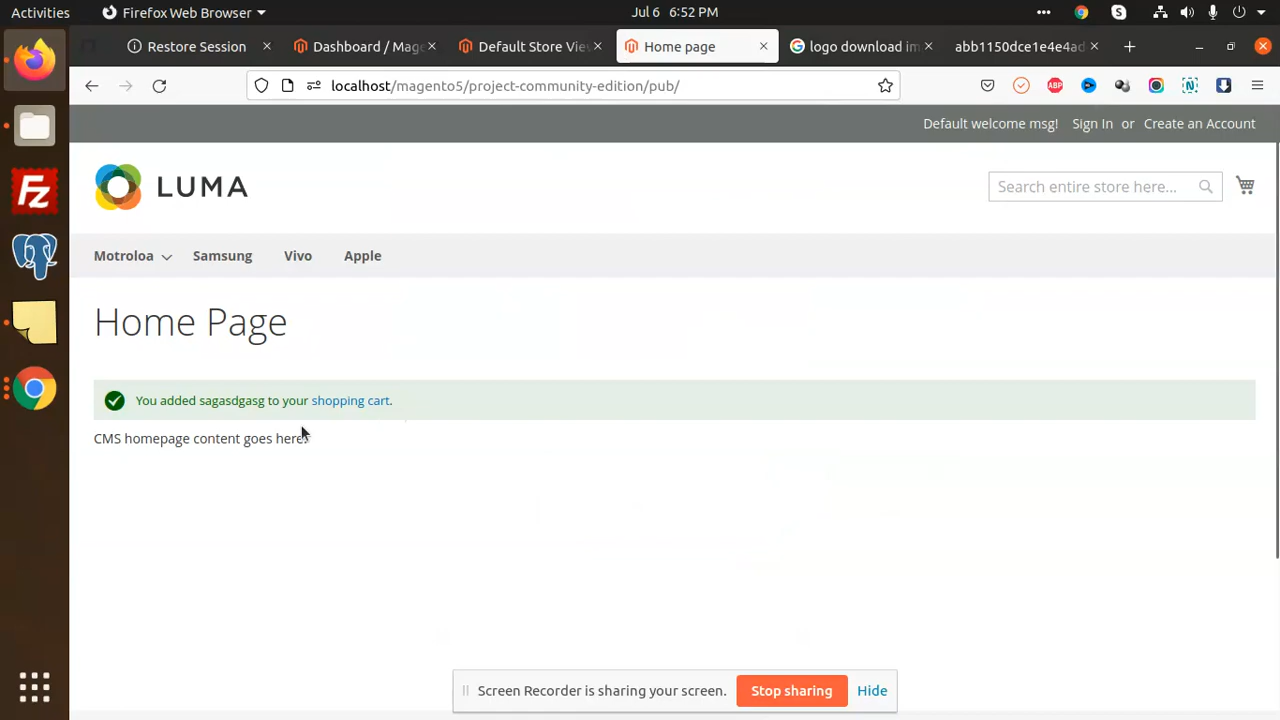 Activities Firefox Web Browser Jul 6 6:52 PM
Restore Session Dashboard / Mage Default Store Vie Home page logo download im abb1150dce1e4e4ad
localhost/magento5/project-community-edition/pub/
Default welcome msg! Sign In or Create an Account
LUMA Search entire store here...
Motroloa Samsung Vivo Apple
Home Page
You added sagasdgasg to your shopping cart.
CMS homepage content goes here.
Screen Recorder is sharing your screen. Stop sharing Hide